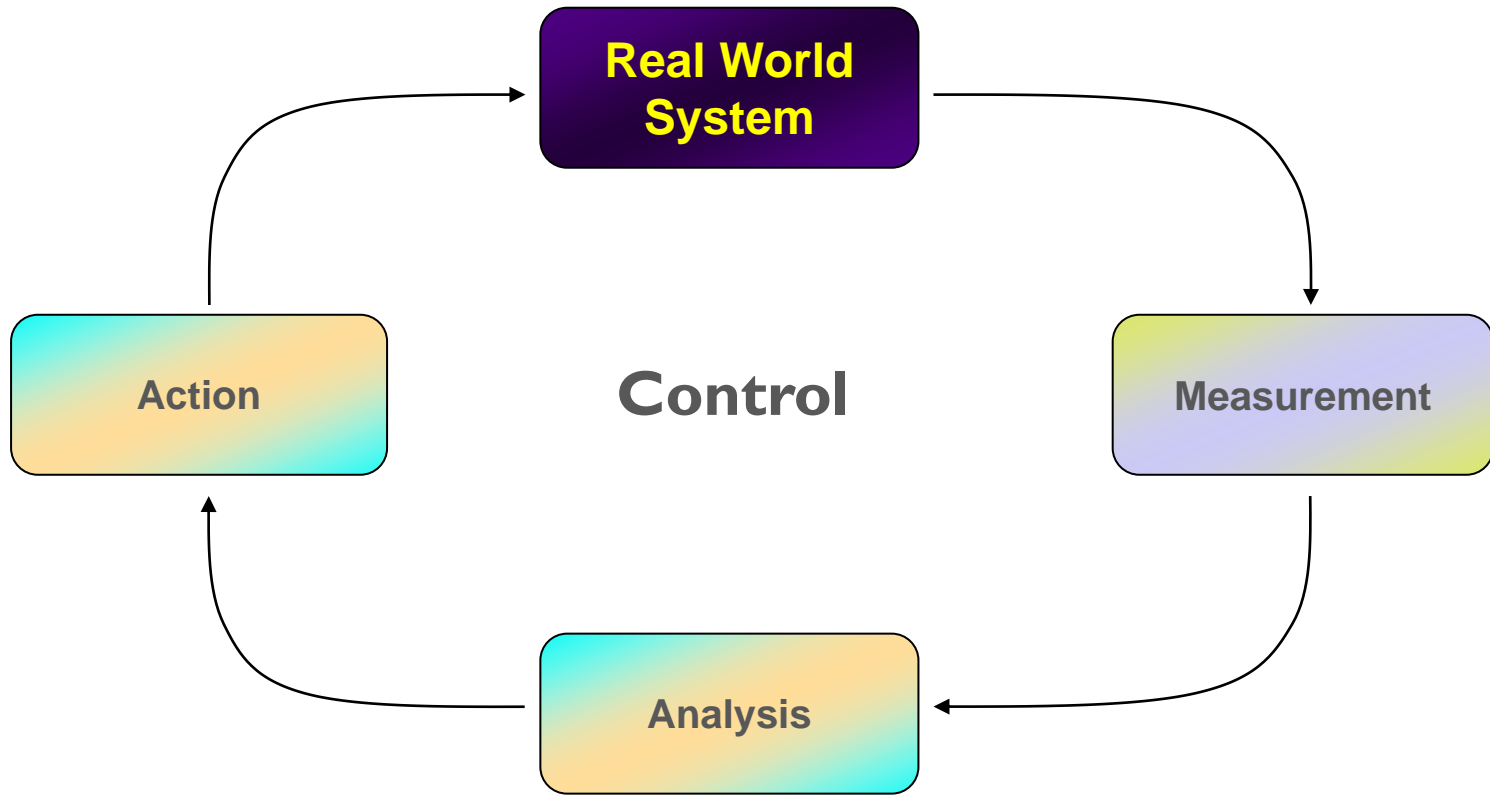 Real World
System
Action
Control
Measurement
Analysis